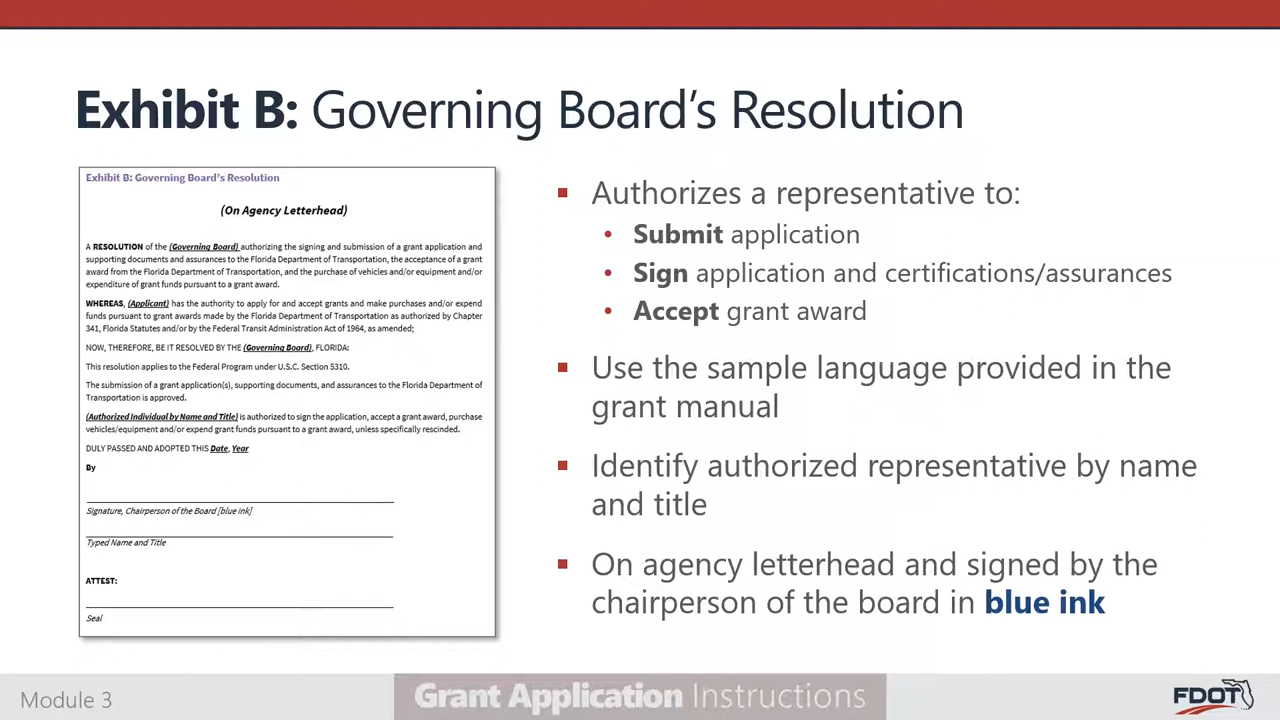 Exhibit B: Governing Board's Resolution
Exhibit B: Governing Board's Resolution
(On Agency Letterhead)
A RESOLUTION of the (Governing Board) authorizing the signing and submission of a grant application and
supporting documents and assurances to the Florida Department of Transportation, the acceptance of a grant
award from the Florida Department of Transportation, and the purchase of vehicles and/or equipment and/or
expenditure of grant funds pursuant to a grant award.
WHEREAS, (Applicant) has the authority to apply for and accept grants and make purchases and/or expend
funds pursuant to grant awards made by the Florida Department of Transportation as authorized by Chapter
341, Florida Statutes and/or by the Federal Transit Administration Act of 1964, as amended;
NOW, THEREFORE, BE IT RESOLVED BY THE (Governing Board), FLORIDA:
This resolution applies to the Federal Program under U.S.C. Section 5310.
The submission of a grant application(s), supporting documents, and assurances to the Florida Department of
Transportation is approved.
(Authorized Individual by Name and Title) is authorized to sign the application, accept a grant award, purchase
vehicles/equipment and/or expend grant funds pursuant to a grant award, unless specifically rescinded.
DULY PASSED AND ADOPTED THIS Date, Year
By
Signature, Chairperson of the Board [blue ink]
Typed Name and Title
ATTEST:
Seal
Authorizes a representative to:
Submit application
Sign application and certifications/assurances
Accept grant award
Use the sample language provided in the
grant manual
Identify authorized representative by name
and title
On agency letterhead and signed by the
chairperson of the board in blue ink
Module 3
Grant Application Instructions
FDOT